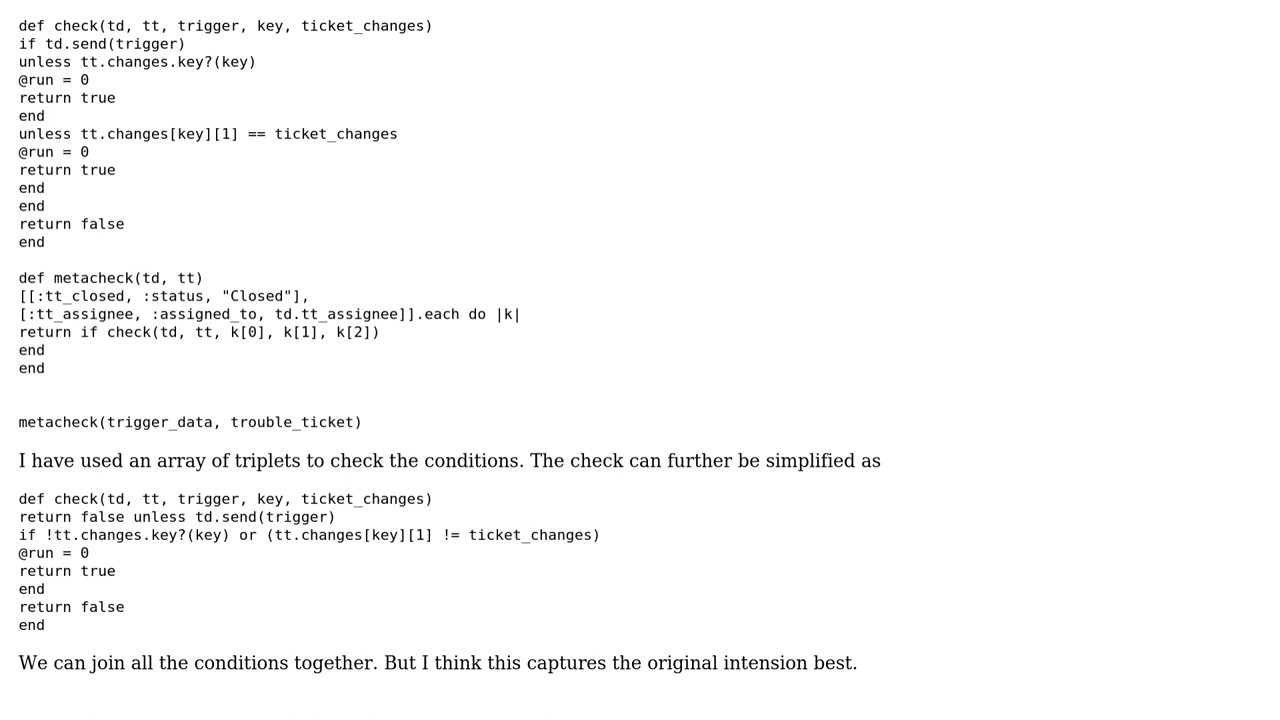 def check(td, tt, trigger, key, ticket_changes)
if td.send(trigger)
unless tt.changes.key?(key)
@run = 0
return true
end
unless tt.changes[key][1] == ticket_changes
@run = 0
return true
end
end
return false
end
def metacheck(td, tt)
[[:tt_closed, :status, "Closed"],
[:tt_assignee, :assigned_to, td.tt_assignee]].each do |k|
return if check(td, tt, k[0], k[1], k[2])
end
end
metacheck(trigger_data, trouble_ticket)
I have used an array of triplets to check the conditions. The check can further be simplified as
def check(td, tt, trigger, key, ticket_changes)
return false unless td.send(trigger)
if !tt.changes.key?(key) or (tt.changes[key][1] != ticket_changes)
@run = 0
return true
end
return false
end
We can join all the conditions together. But I think this captures the original intension best.